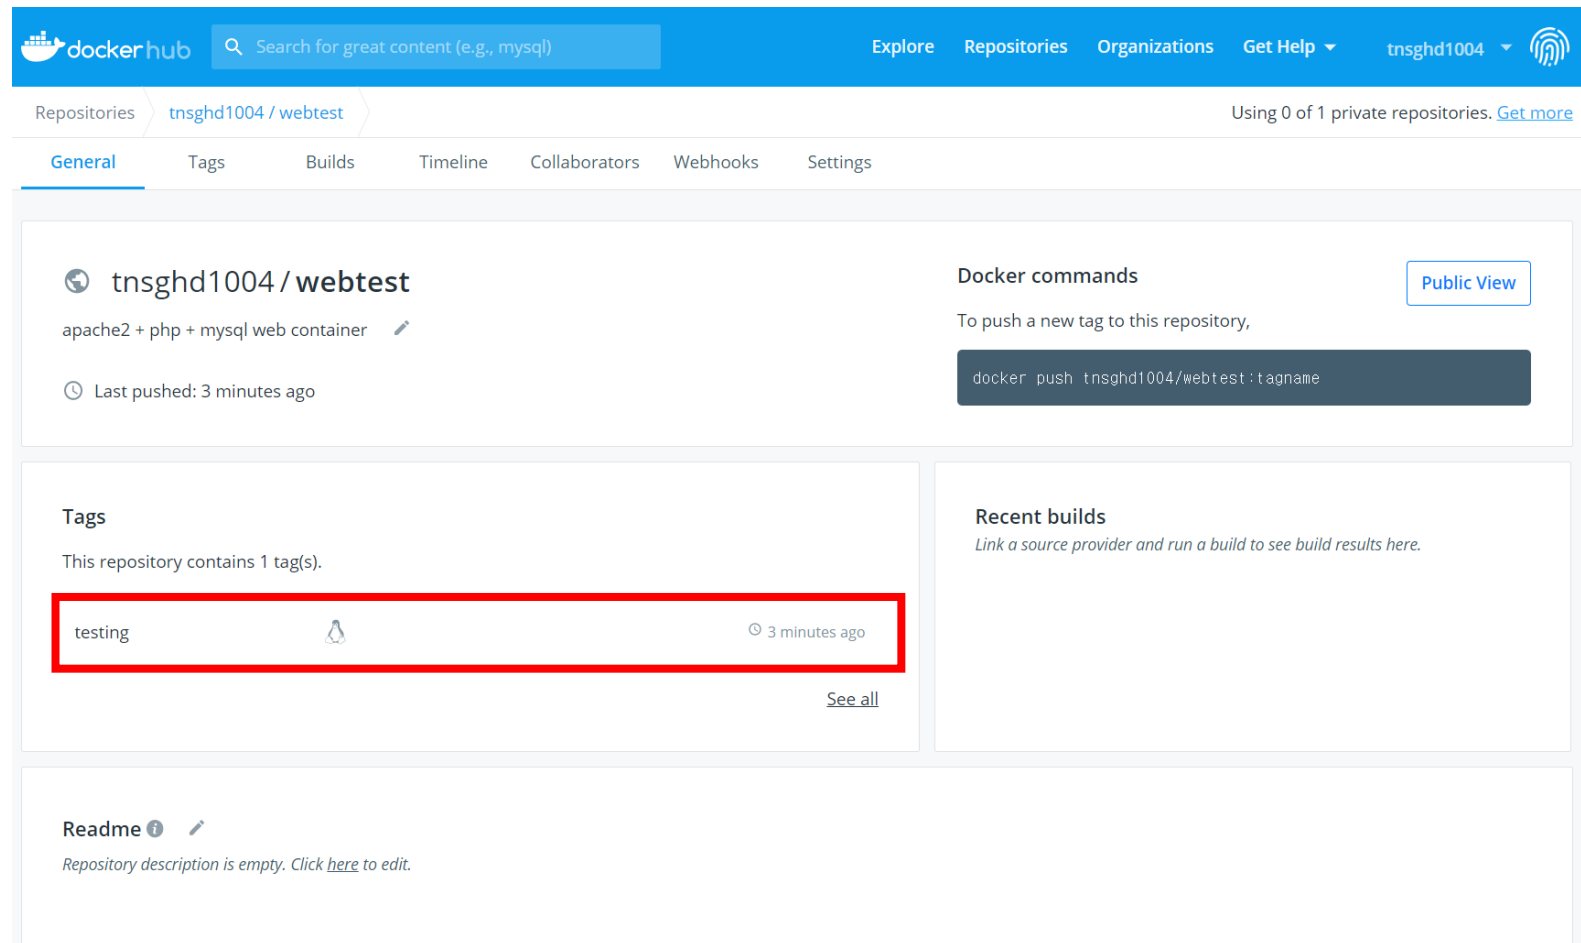 dockerhub Search for great content (e.g., mysql) Explore Repositories Organizations Get Help tnsghd1004
Repositories tnsghd1004 / webtest Using 0 of 1 private repositories. Get more
General Tags Builds Timeline Collaborators Webhooks Settings
tnsghd1004 / webtest
apache2 + php + mysql web container
Last pushed: 3 minutes ago
Docker commands
Public View
To push a new tag to this repository,
docker push tnsghd1004/webtest:tagname
Tags
This repository contains 1 tag(s).
testing 3 minutes ago
See all
Recent builds
Link a source provider and run a build to see build results here.
Readme
Repository description is empty. Click here to edit.